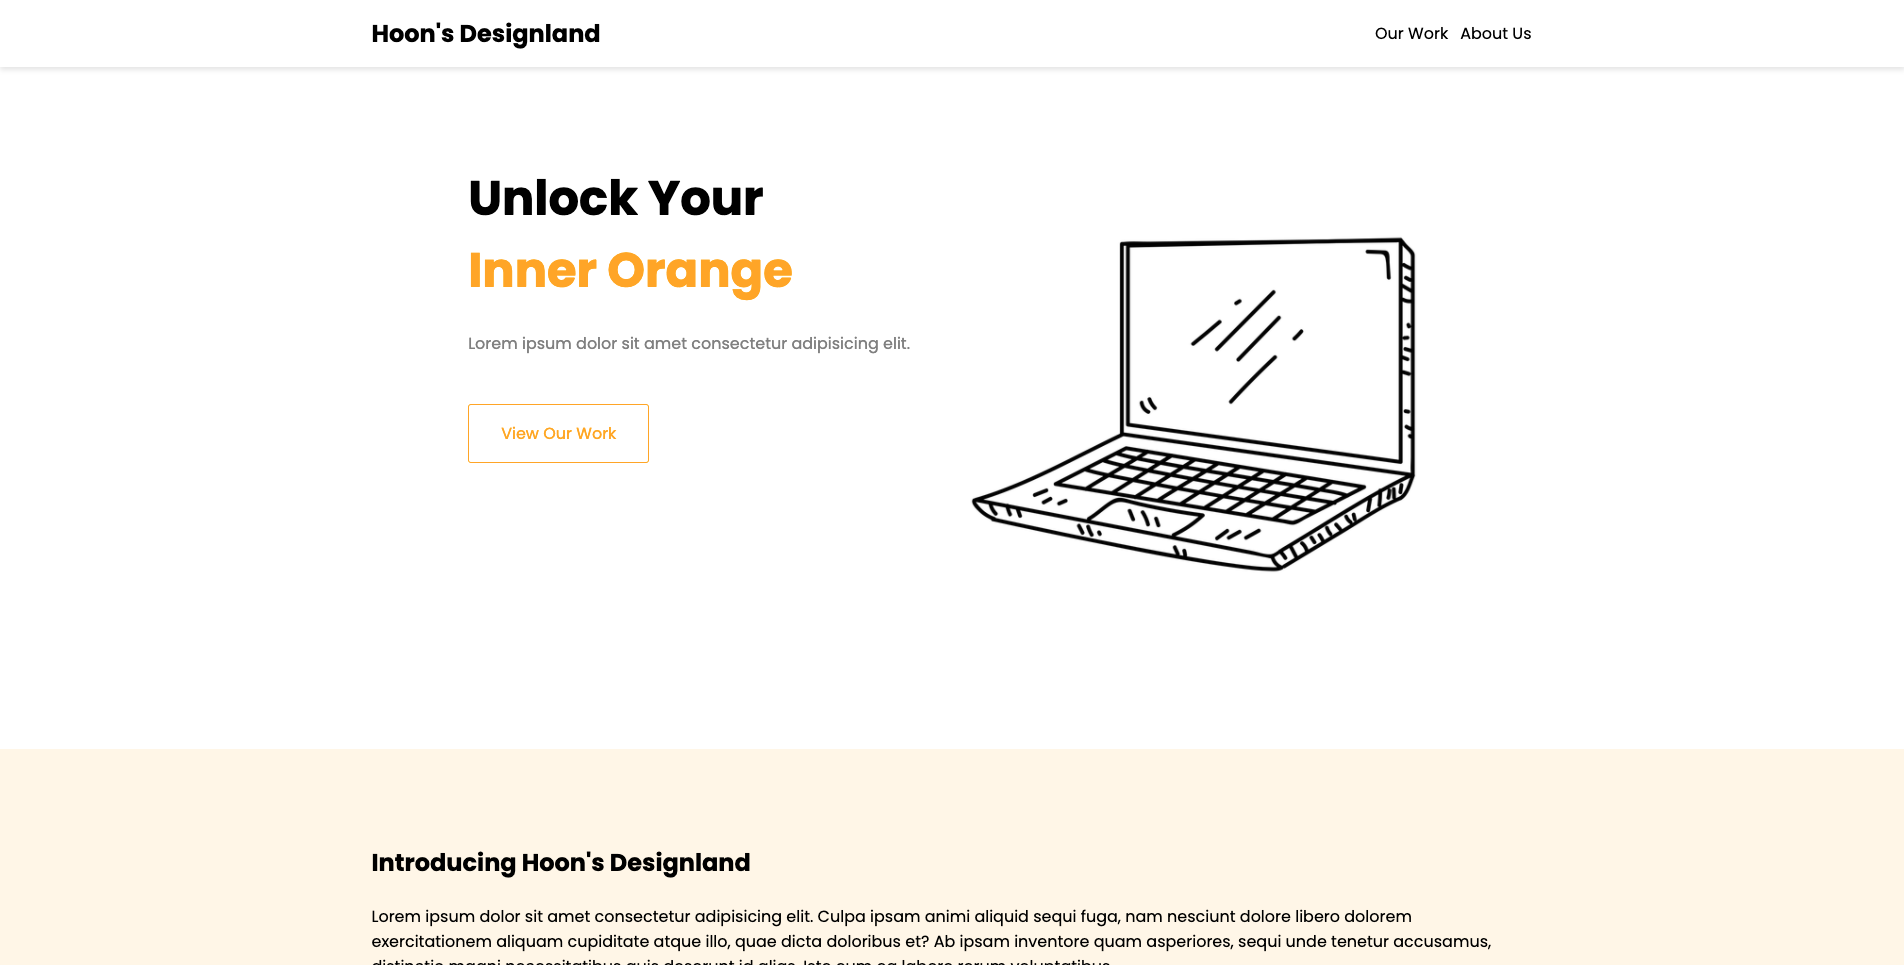 Hoon's Designland
Our Work About Us
Unlock Your
Inner Orange
Lorem ipsum dolor sit amet consectetur adipisicing elit.
View Our Work
Introducing Hoon's Designland
Lorem ipsum dolor sit amet consectetur adipisicing elit. Culpa ipsam animi aliquid sequi fuga, nam nesciunt dolore libero dolorem
exercitationem aliquam cupiditate atque illo, quae dicta doloribus et? Ab ipsam inventore quam asperiores, sequi unde tenetur accusamus,